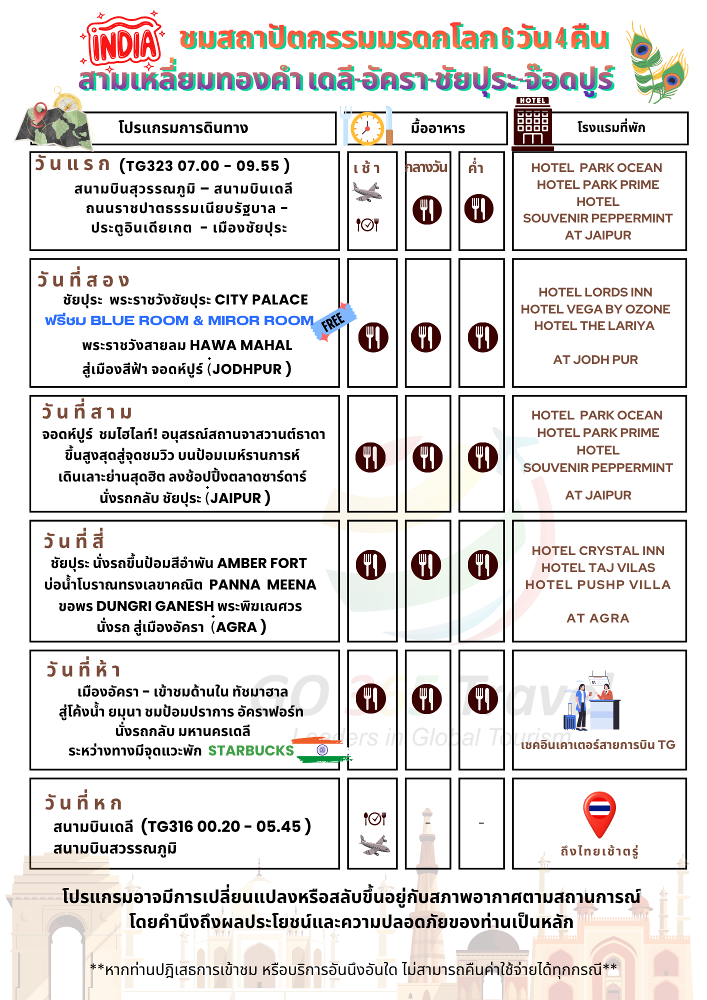 INDIA
ชมสถาปัตกรรมมรดกโลก 6 วัน 4 คืน
สามเหลี่ยมทองคำ เดลี-อัครา-ชัยปุระ-จ๊อดปูร์
โปรแกรมการดินทาง
มื้ออาหาร
HOTEL
โรงแรมที่พัก
วันแรก (TG323 07.00 - 09.55 )
สนามบินสุวรรณภูมิ – สนามบินเดลี
ถนนราชปาตธรรมเนียบรัฐบาล -
ประตูอินเดียเกต - เมืองชัยปุระ
เช้า
กลางวัน
ค่ำ
HOTEL PARK OCEAN
HOTEL PARK PRIME
HOTEL
SOUVENIR PEPPERMINT
AT JAIPUR
วันที่สอง
ชัยปุระ พระราชวังชัยปุระ CITY PALACE
ฟรีชม BLUE ROOM & MIROR ROOM
FREE
พระราชวังสายลม HAWA MAHAL
สู่เมืองสีฟ้า จอดห์ปูร์ (๋JODHPUR )
HOTEL LORDS INN
HOTEL VEGA BY OZONE
HOTEL THE LARIYA
AT JODH PUR
วันที่สาม
จอดห์ปูร์ ชมไฮไลท์! อนุสรณ์สถานจาสวานต์ธาดา
ขึ้นสูงสุดสู่จุดชมวิว บนป้อมเมห์รานการห์
เดินเลาะย่านสุดฮิต ลงช้อปปิ้งตลาดซาร์ดาร์
นั่งรถกลับ ชัยปุระ (๋JAIPUR )
HOTEL PARK OCEAN
HOTEL PARK PRIME
HOTEL
SOUVENIR PEPPERMINT
AT JAIPUR
วันที่สี่
ชัยปุระ นั่งรถขึ้นป้อมสีอำพัน AMBER FORT
บ่อน้ำโบราณทรงเลขาคณิต PANNA MEENA
ขอพร DUNGRI GANESH พระพิฆเณศวร
นั่งรถ สู่เมืองอัครา (๋AGRA )
HOTEL CRYSTAL INN
HOTEL TAJ VILAS
HOTEL PUSHP VILLA
AT AGRA
วันที่ห้า
เมืองอัครา - เข้าชมด้านใน ทัชมาฮาล
สู่โค้งน้ำ ยมุนา ชมป้อมปราการ อัคราฟอร์ท
นั่งรถกลับ มหานครเดลี
ระหว่างทางมีจุดแวะพัก STARBUCKS
GO 365 Travel
Leaders in Global Tourism
01
เชคอินเคาเตอร์สายการบิน TG
วันที่หก
สนามบินเดลี (TG316 00.20 - 05.45 )
สนามบินสวรรณภูมิ
-
-
ถึงไทยเช้าตรู่
โปรแกรมอาจมีการเปลี่ยนแปลงหรือสลับขึ้นอยู่กับสภาพอากาศตามสถานการณ์
โดยคำนึงถึงผลประโยชน์และความปลอดภัยของท่านเป็นหลัก
**หากท่านปฎิเสธการเข้าชม หรือบริการอันนึงอันใด ไม่สามารถคืนค่าใช้จ่ายได้ทุกกรณี**